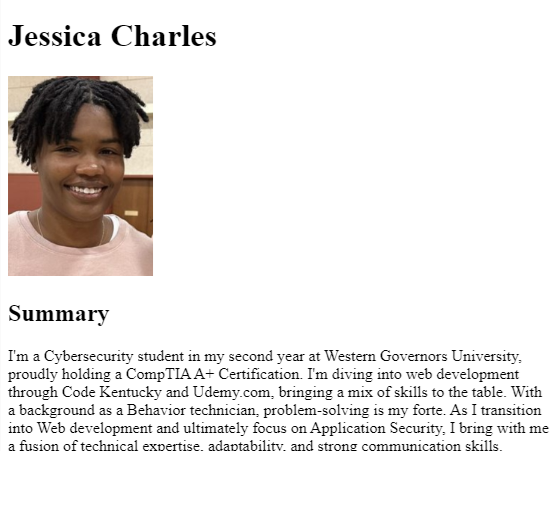 Jessica Charles
Summary
I'm a Cybersecurity student in my second year at Western Governors University,
proudly holding a CompTIA A+ Certification. I'm diving into web development
through Code Kentucky and Udemy.com, bringing a mix of skills to the table. With
a background as a Behavior technician, problem-solving is my forte. As I transition
into Web development and ultimately focus on Application Security, I bring with me
a fusion of technical expertise, adaptability, and strong communication skills.